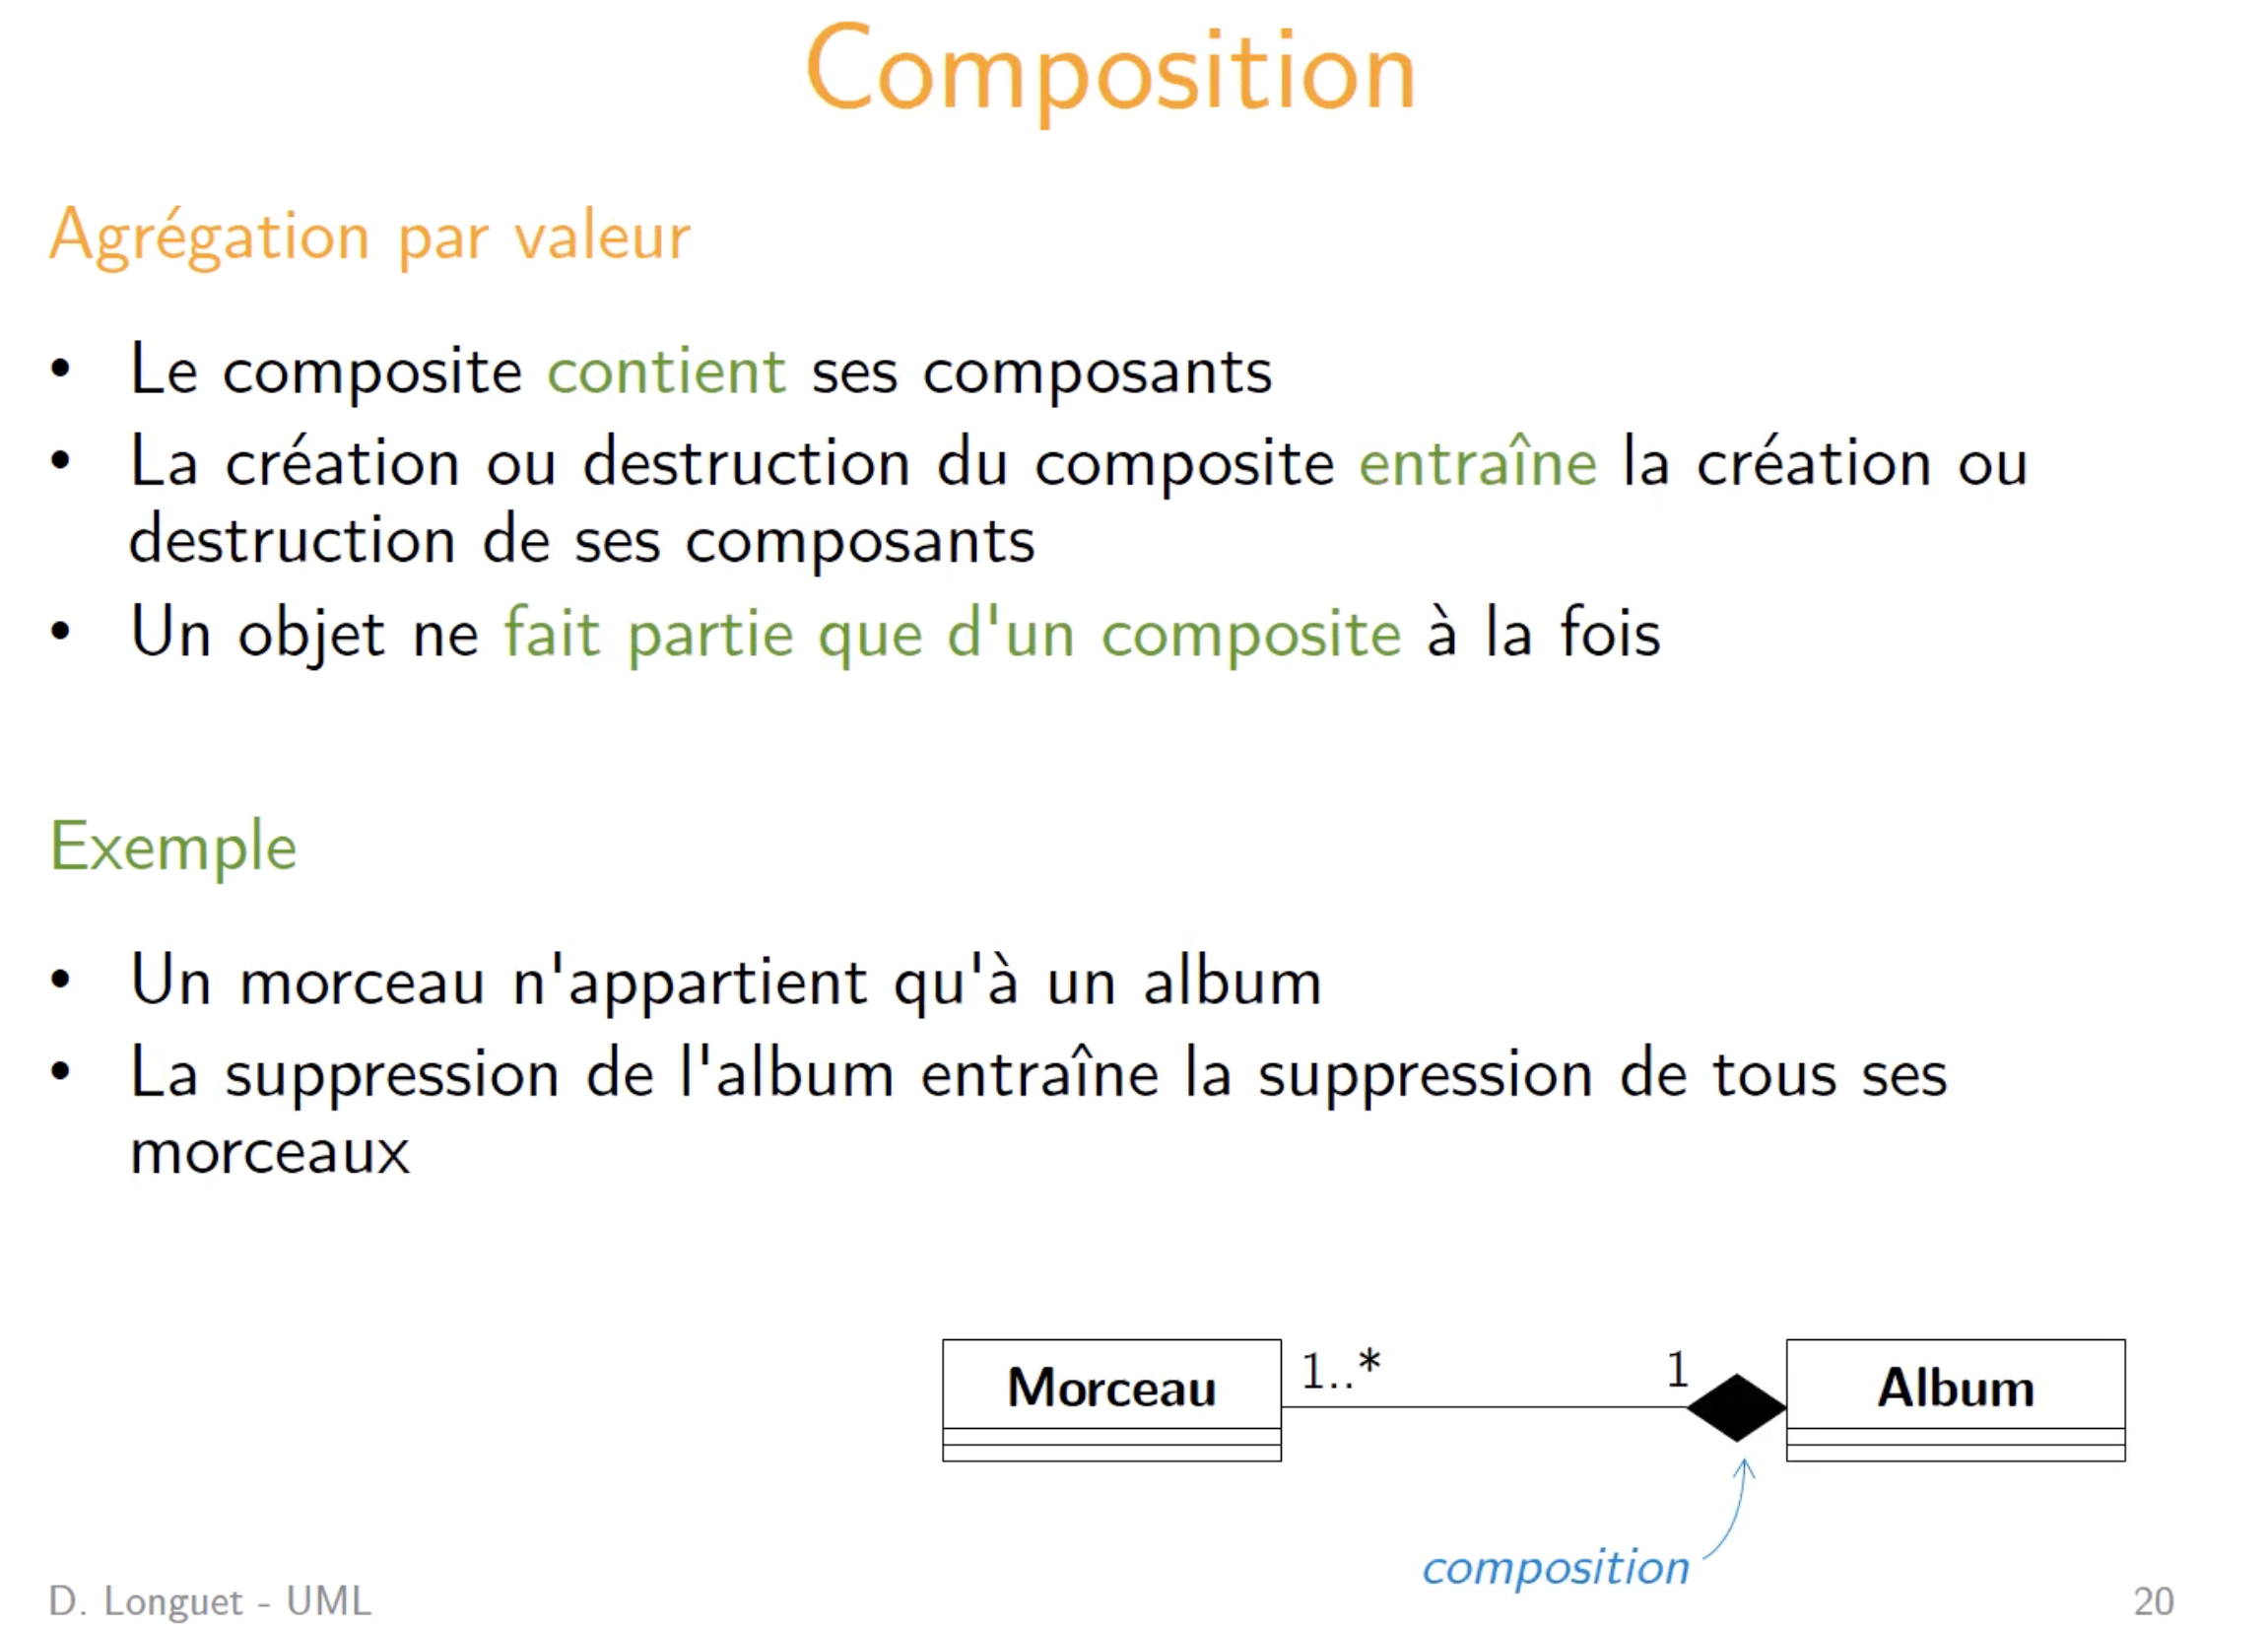 Composition
Agrégation par valeur
• Le composite contient ses composants
• La création ou destruction du composite entraîne la création ou
destruction de ses composants
• Un objet ne fait partie que d'un composite à la fois
Exemple
• Un morceau n'appartient qu'à un album
• La suppression de l'album entraîne la suppression de tous ses
morceaux
Morceau 1..* 1 Album
composition
D. Longuet - UML 20